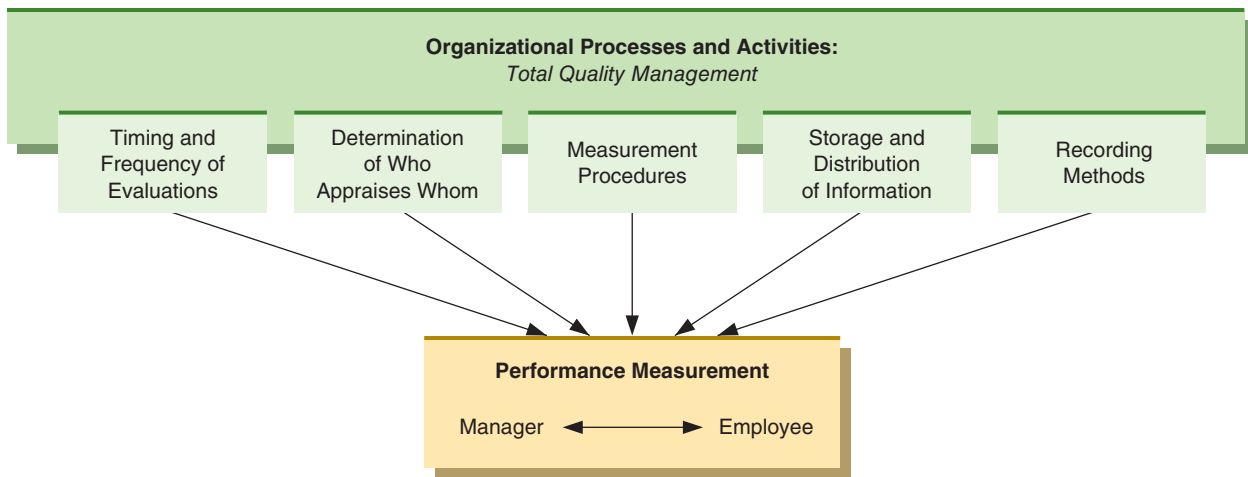 Organizational Processes and Activities:
Total Quality Management
Timing and
Frequency of
Evaluations
Determination
of Who
Appraises Whom
Measurement
Procedures
Storage and
Distribution
of Information
Recording
Methods
Performance Measurement
Manager
Employee